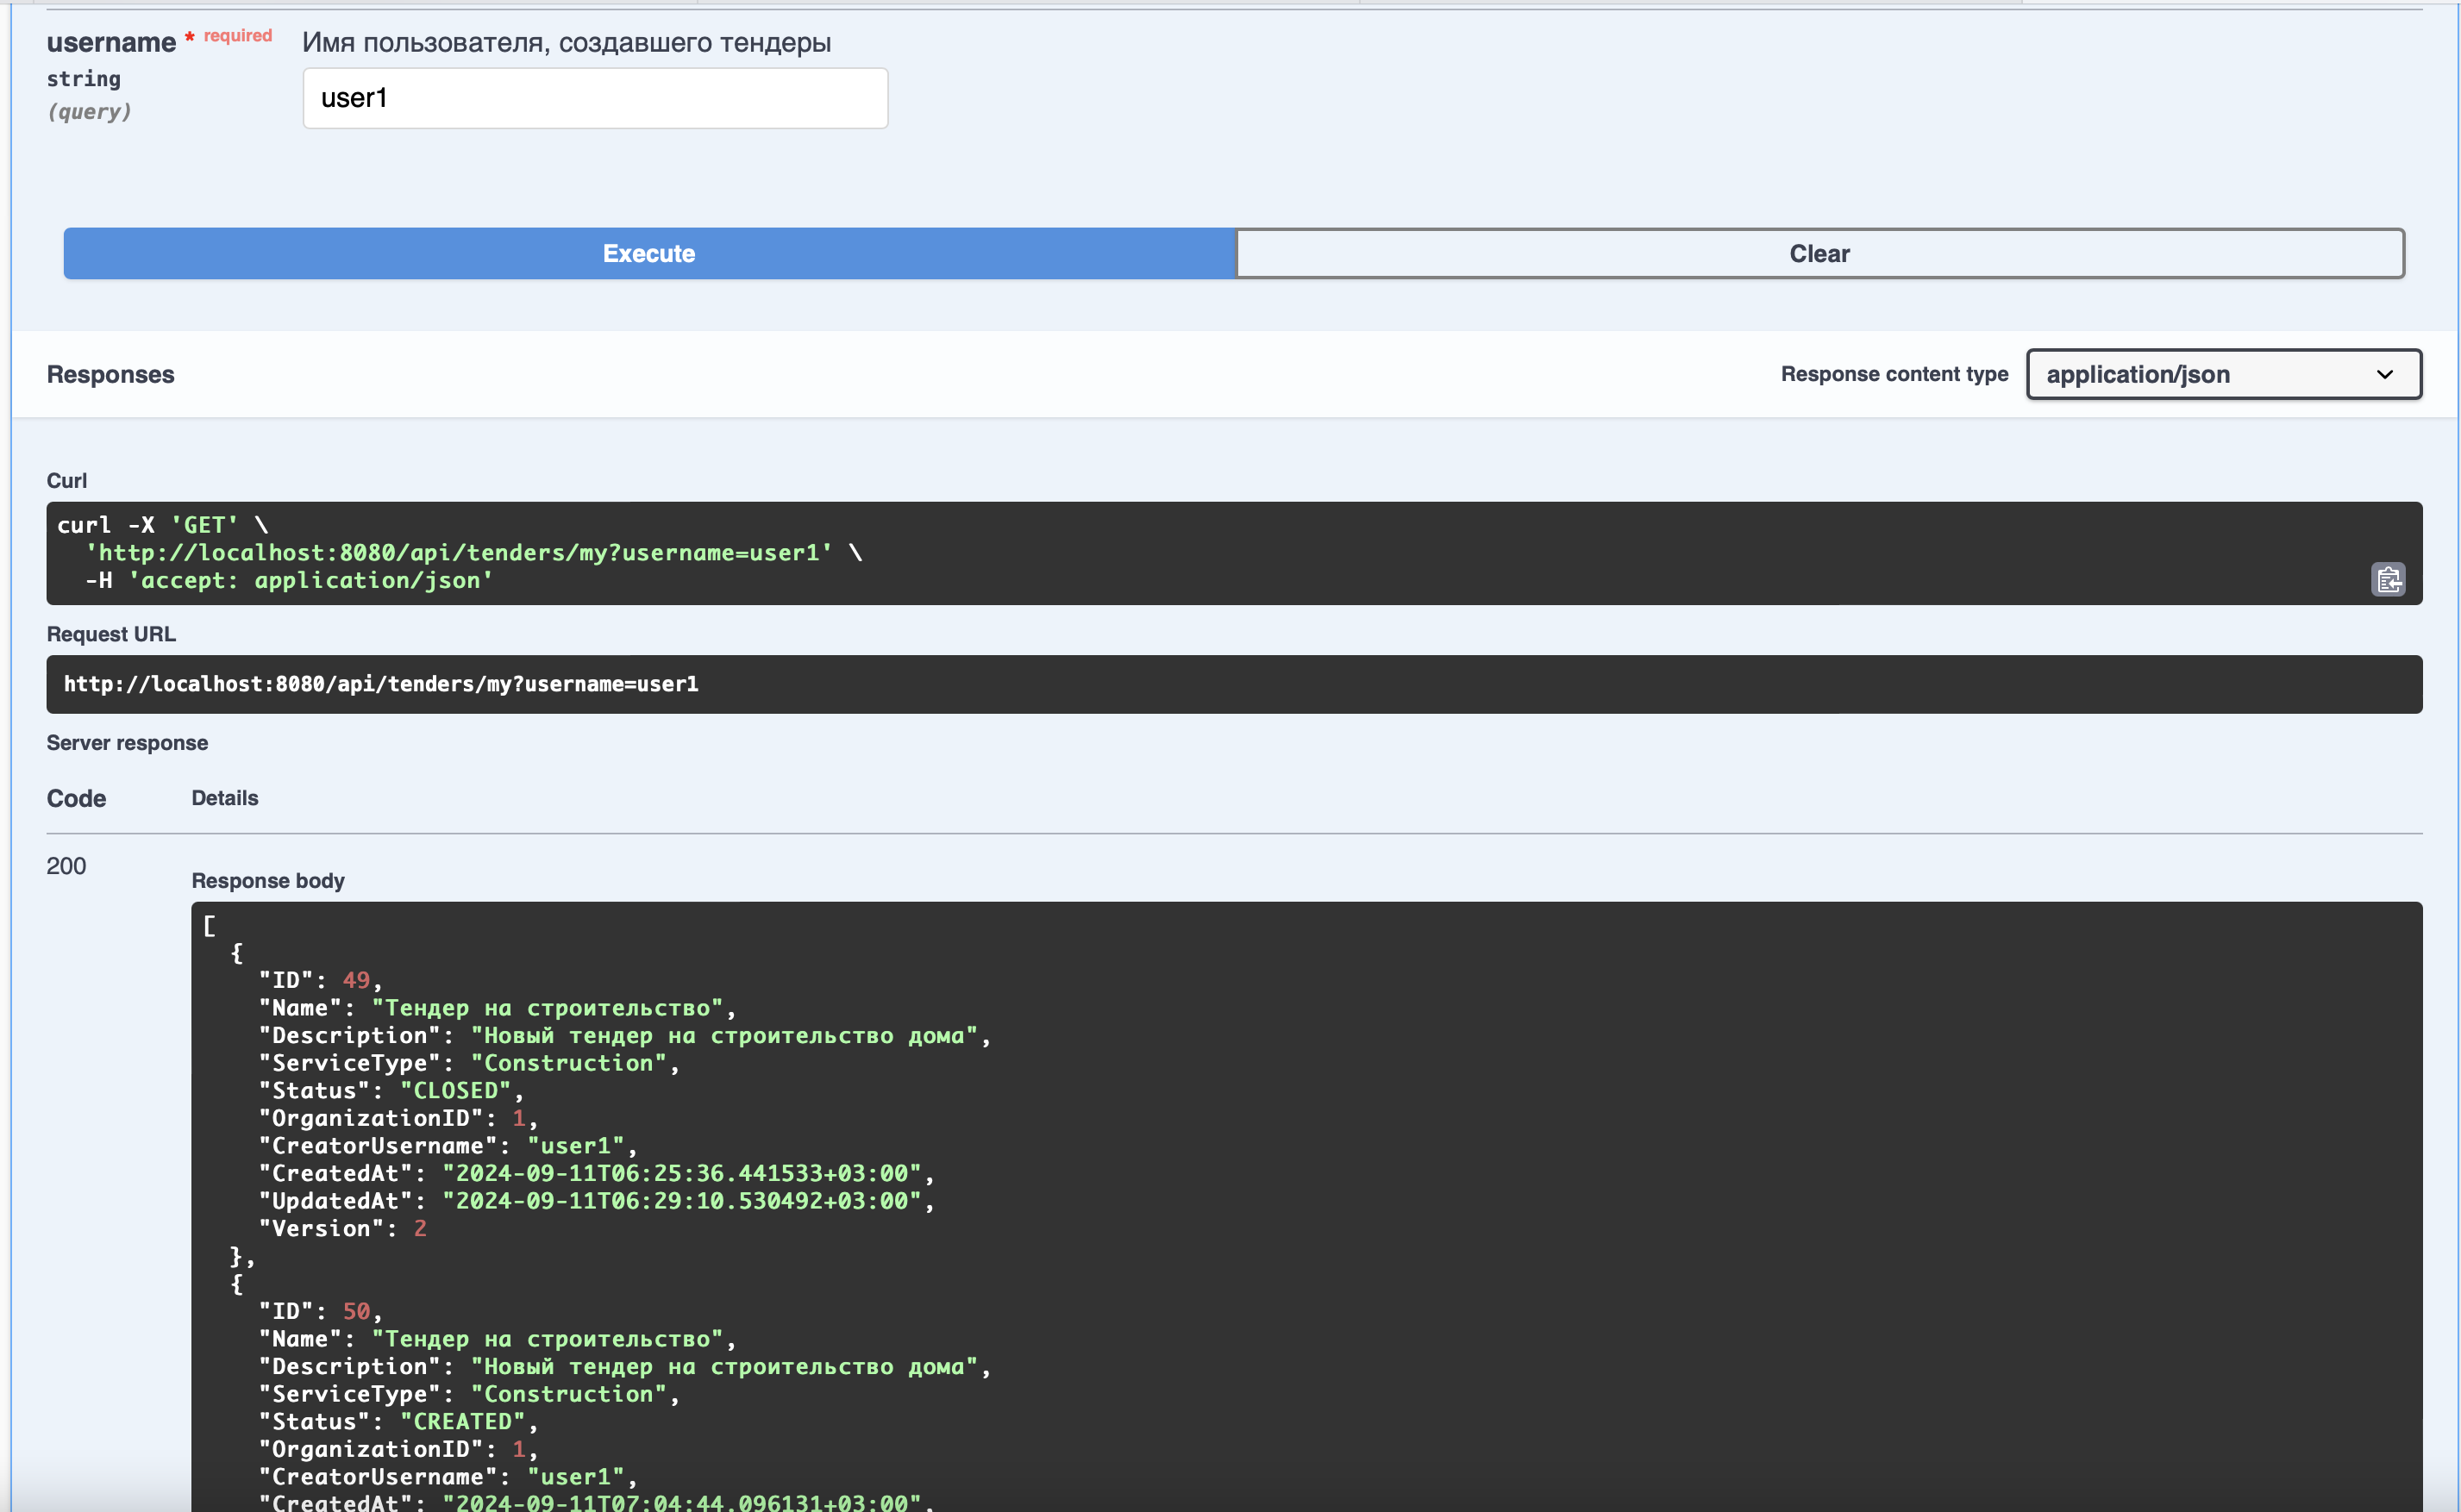 username * required
Имя пользователя, создавшего тендеры
string
(query)
user1
Execute
Clear
Responses
Response content type
application/json
Curl
curl -X 'GET' \
  'http://localhost:8080/api/tenders/my?username=user1' \
  -H 'accept: application/json'
Request URL
http://localhost:8080/api/tenders/my?username=user1
Server response
Code
Details
200
Response body
[
  {
    "ID": 49,
    "Name": "Тендер на строительство",
    "Description": "Новый тендер на строительство дома",
    "ServiceType": "Construction",
    "Status": "CLOSED",
    "OrganizationID": 1,
    "CreatorUsername": "user1",
    "CreatedAt": "2024-09-11T06:25:36.441533+03:00",
    "UpdatedAt": "2024-09-11T06:29:10.530492+03:00",
    "Version": 2
  },
  {
    "ID": 50,
    "Name": "Тендер на строительство",
    "Description": "Новый тендер на строительство дома",
    "ServiceType": "Construction",
    "Status": "CREATED",
    "OrganizationID": 1,
    "CreatorUsername": "user1",
    "CreatedAt": "2024-09-11T07:04:44.096131+03:00",